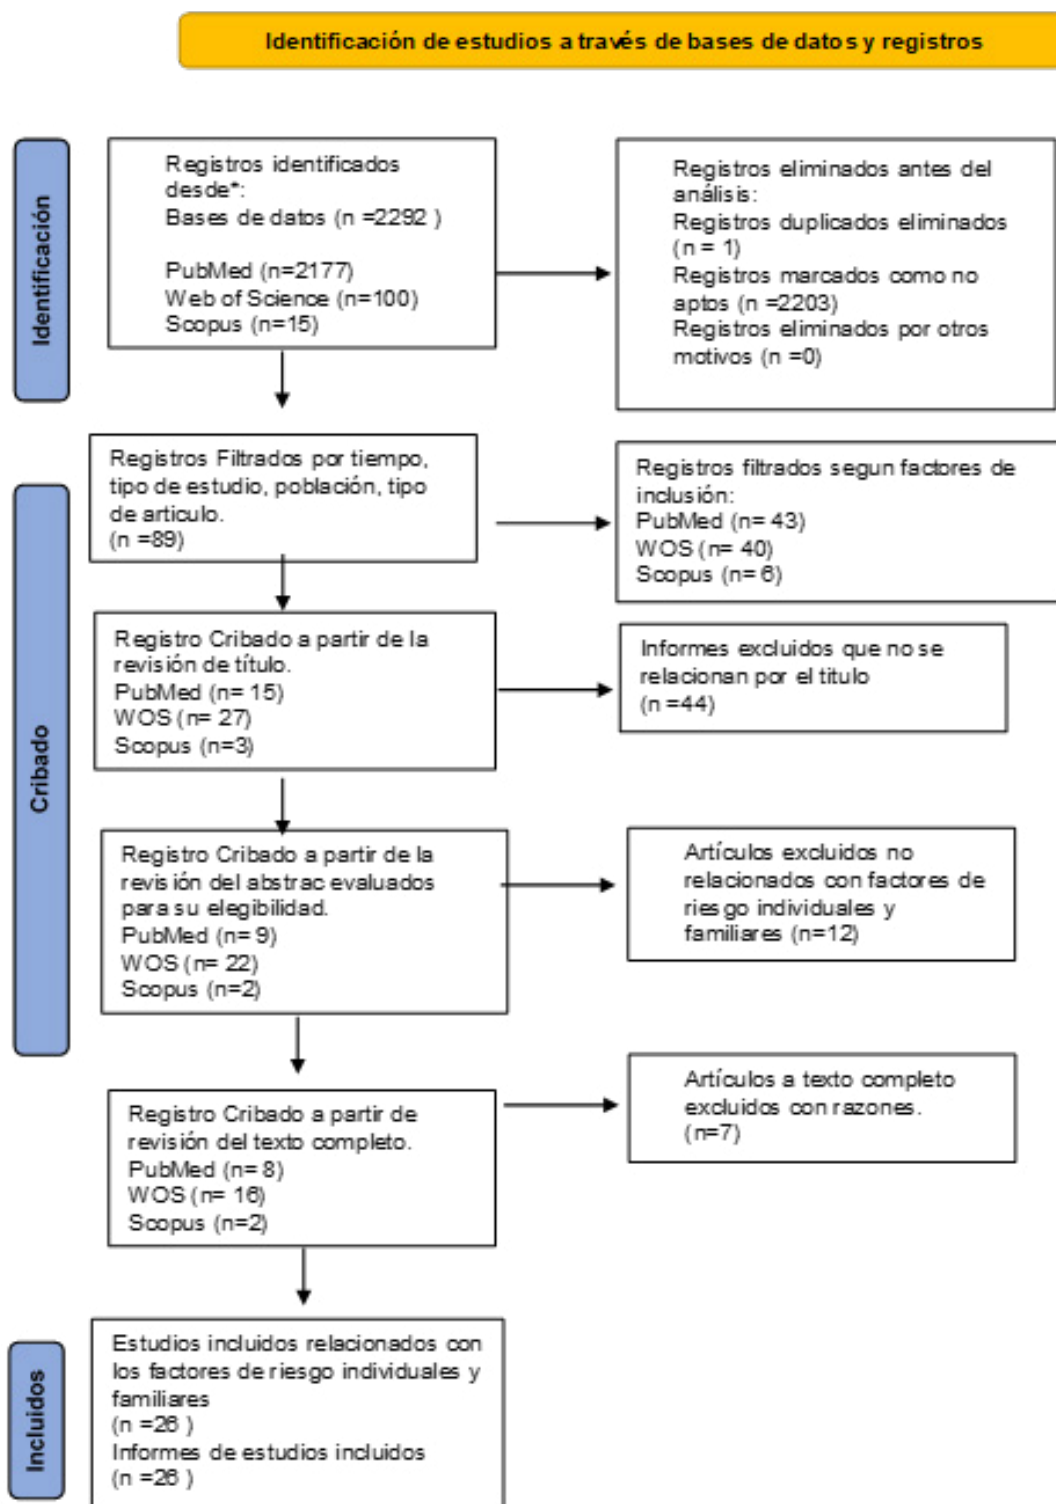 Identificación de estudios a través de bases de datos y registros
Identificación
Registros identificados
desde*:
Bases de datos (n =2292 )
PubMed (n=2177)
Web of Science (n=100)
Scopus (n=15)
Registros eliminados antes del
análisis:
Registros duplicados eliminados
(n = 1)
Registros marcados como no
aptos (n =2203)
Registros eliminados por otros
motivos (n =0)
Cribado
Registros Filtrados por tiempo,
tipo de estudio, población, tipo
de articulo.
(n =89)
Registros filtrados segun factores de
inclusión:
PubMed (n= 43)
WOS (n= 40)
Scopus (n= 6)
Registro Cribado a partir de la
revisión de título.
PubMed (n= 15)
WOS (n= 27)
Scopus (n=3)
Informes excluidos que no se
relacionan por el titulo
(n =44)
Registro Cribado a partir de la
revisión del abstrac evaluados
para su elegibilidad.
PubMed (n= 9)
WOS (n= 22)
Scopus (n=2)
Artículos excluidos no
relacionados con factores de
riesgo individuales y
familiares (n=12)
Registro Cribado a partir de
revisión del texto completo.
PubMed (n= 8)
WOS (n= 16)
Scopus (n=2)
Artículos a texto completo
excluidos con razones.
(n=7)
Incluidos
Estudios incluidos relacionados con
los factores de riesgo individuales y
familiares
(n =26 )
Informes de estudios incluidos
(n =26 )